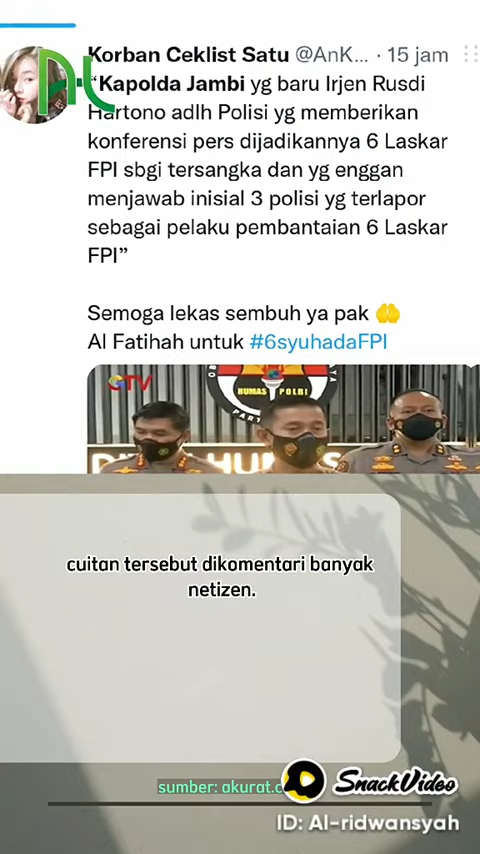 Korban Ceklist Satu @AnK... · 15 jam
"Kapolda Jambi yg baru Irjen Rusdi
Hartono adlh Polisi yg memberikan
konferensi pers dijadikannya 6 Laskar
FPI sbgi tersangka dan yg enggan
menjawab inisial 3 polisi yg terlapor
sebagai pelaku pembantaian 6 Laskar
FPI"
Semoga lekas sembuh ya pak 🤲
Al Fatihah untuk #6syuhadaFPI
GTV
HUMAS POLRI
cuitan tersebut dikomentari banyak
netizen.
sumber: akurat.c
SnackVideo
ID: Al-ridwansyah